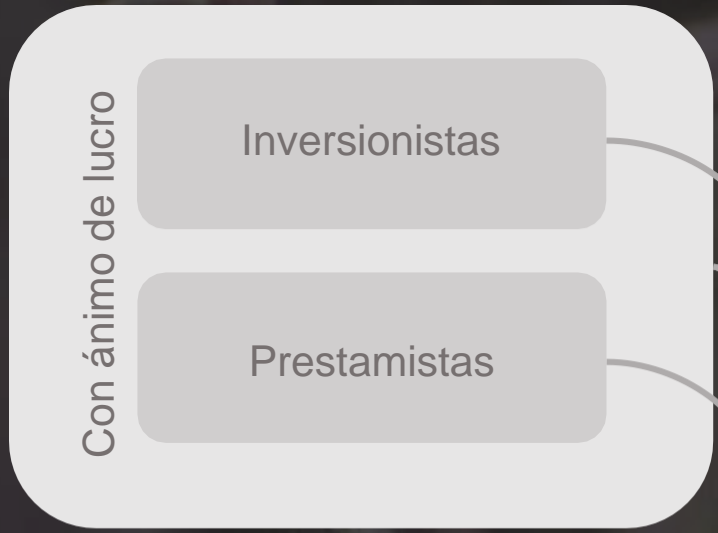 Con ánimo de lucro
Inversionistas
Prestamistas